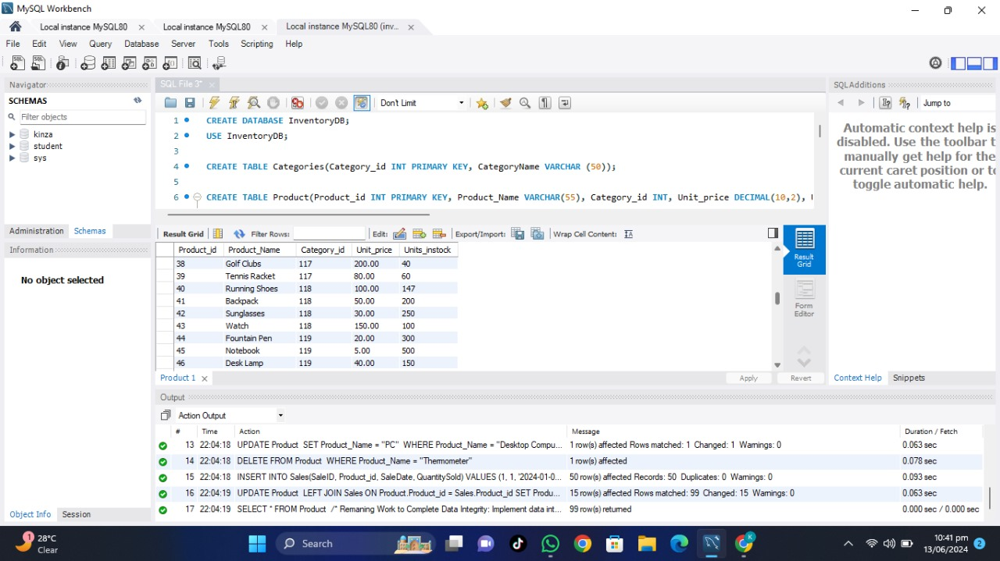 MySQL Workbench
Local instance MySQL80 Local instance MySQL80 Local instance MySQL80 (inv...
File Edit View Query Database Server Tools Scripting Help
Navigator SQL File 3* SQLAdditions
SCHEMAS
Don't Limit
Jump to
Filter objects
kinza
student
sys
1 CREATE DATABASE InventoryDB;
2 USE InventoryDB;
3
4 CREATE TABLE Categories(Category_id INT PRIMARY KEY, CategoryName VARCHAR (50));
5
6 CREATE TABLE Product(Product_id INT PRIMARY KEY, Product_Name VARCHAR(55), Category_id INT, Unit_price DECIMAL(10,2),
Automatic context help is
disabled. Use the toolbar t
manually get help for the
current caret position or to
toggle automatic help.
Administration Schemas
Information
No object selected
Result Grid Filter Rows: Edit: Export/Import: Wrap Cell Content:
Product_id Product_Name Category_id Unit_price Units_instock
38 Golf Clubs 117 200.00 40
39 Tennis Racket 117 80.00 60
40 Running Shoes 118 100.00 147
41 Backpack 118 50.00 200
42 Sunglasses 118 30.00 250
43 Watch 118 150.00 100
44 Fountain Pen 119 20.00 300
45 Notebook 119 5.00 500
46 Desk Lamp 119 40.00 150
Result
Grid
Form
Editor
Product 1 Apply Revert
Context Help Snippets
Output
Action Output
# Time Action Message Duration / Fetch
13 22:04:18 UPDATE Product SET Product_Name = "PC" WHERE Product_Name = "Desktop Compu... 1 row(s) affected Rows matched: 1 Changed: 1 Warnings: 0 0.063 sec
14 22:04:18 DELETE FROM Product WHERE Product_Name = "Thermometer" 1 row(s) affected 0.078 sec
15 22:04:18 INSERT INTO Sales(SaleID, Product_id, SaleDate, QuantitySold) VALUES (1, 1, '2024-01-0... 50 row(s) affected Records: 50 Duplicates: 0 Warnings: 0 0.093 sec
16 22:04:19 UPDATE Product LEFT JOIN Sales ON Product.Product_id = Sales.Product_id SET Produ... 15 row(s) affected Rows matched: 99 Changed: 15 Warnings: 0 0.063 sec
17 22:04:19 SELECT * FROM Product /* Remaning Work to Complete Data Integrity: Implement data int... 99 row(s) returned 0.000 sec / 0.000 sec
Object Info Session
1
28°C
Clear
Search
K
10:41 pm
13/06/2024
2